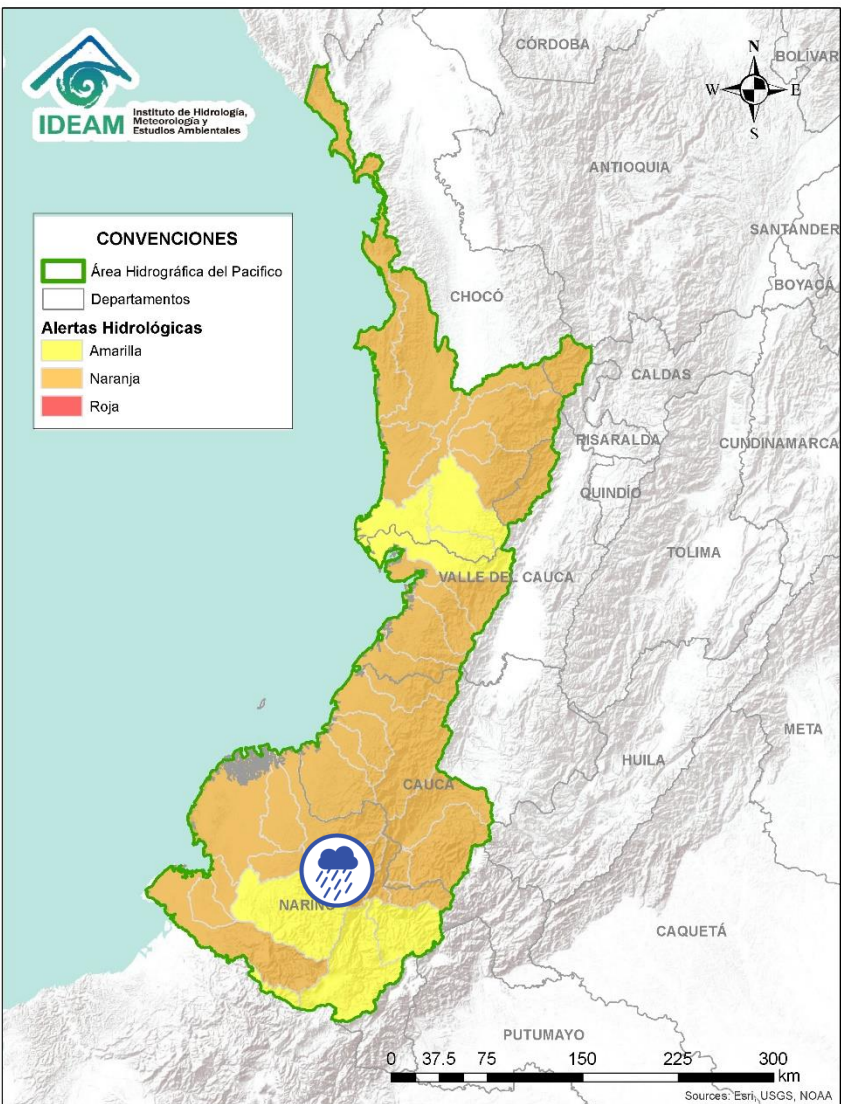 IDEAM
Instituto de Hidrología,
Meteorología y
Estudios Ambientales
CÓRDOBA
BOLÍVAR
N
W
E
S
ANTIOQUIA
SANTANDER
BOYACÁ
CONVENCIONES
Área Hidrográfica del Pacifico
Departamentos
Alertas Hidrológicas
Amarilla
Naranja
Roja
CHOCÓ
CALDAS
RISARALDA
CUNDINAMARCA
QUINDÍO
TOLIMA
VALLE DEL CAUCA
META
HUILA
CAUCA
NARIÑO
CAQUETÁ
PUTUMAYO
0 37.5 75 150 225 300
km
Sources: Esri, USGS, NOAA